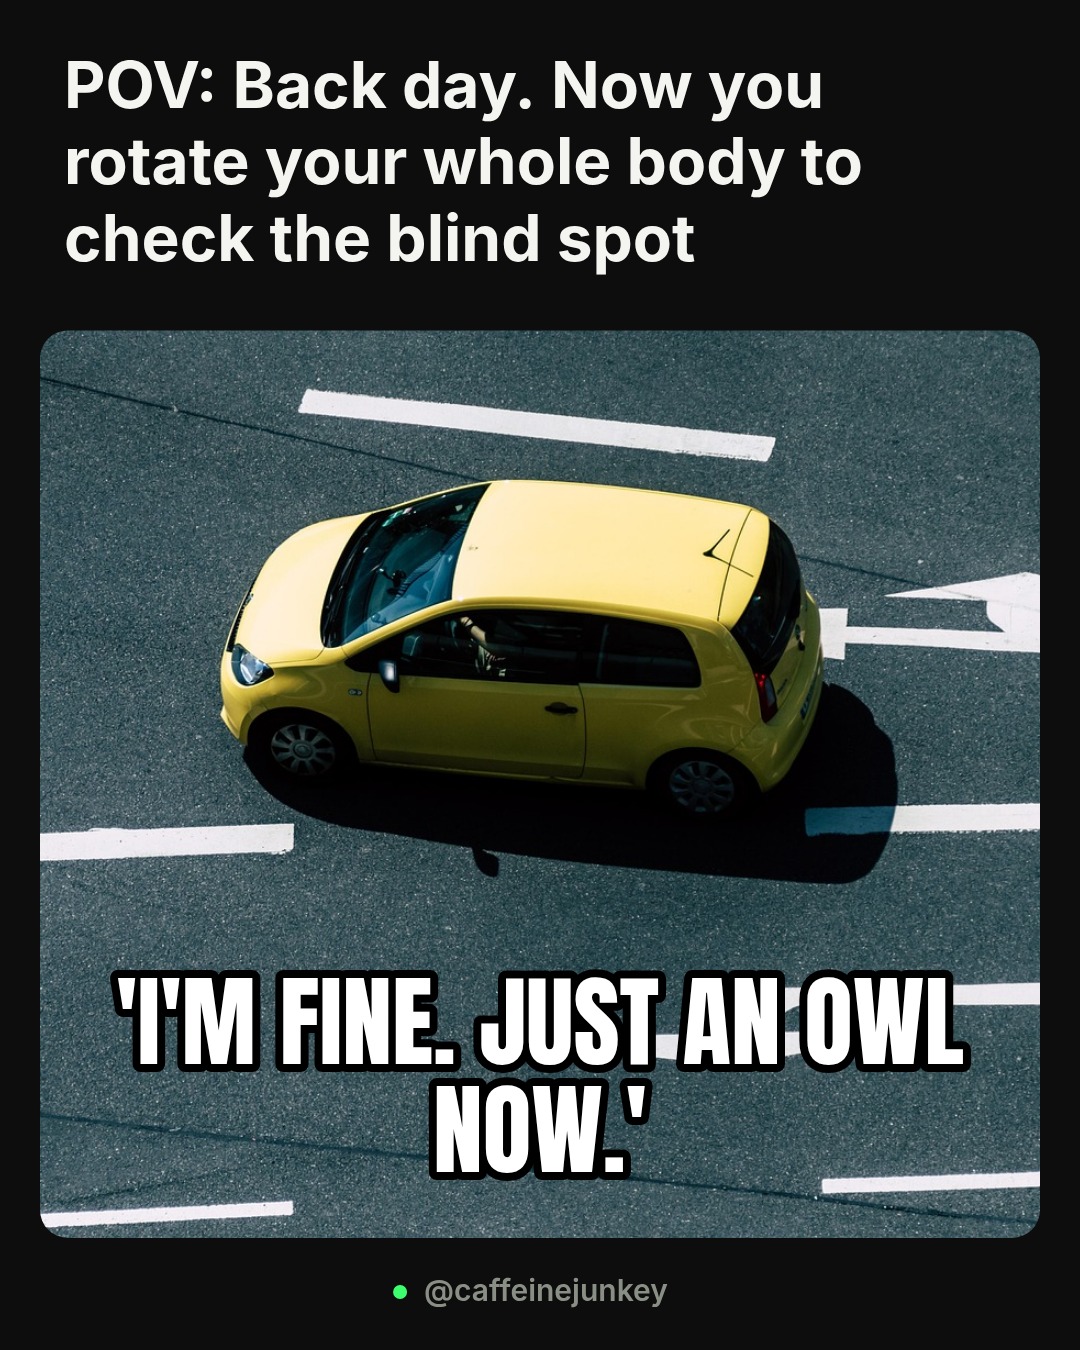 POV: Back day. Now you
rotate your whole body to
check the blind spot
'I'M FINE. JUST AN OWL
NOW.'
@caffeinejunkey